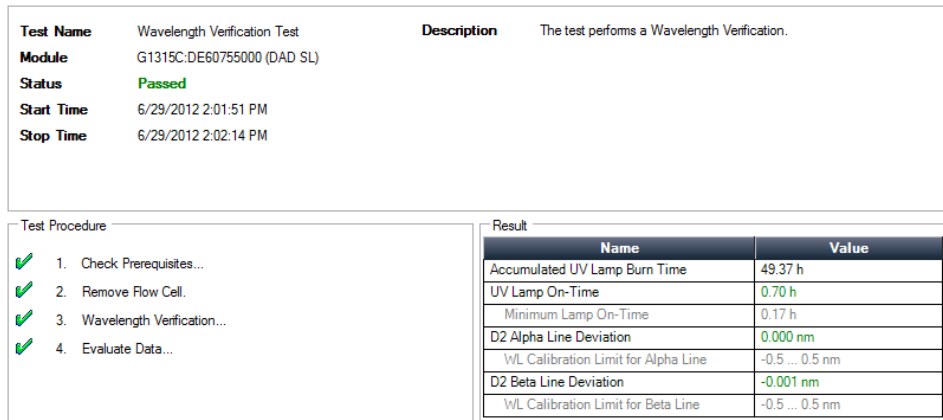 Test Name Wavelength Verification Test Description The test performs a Wavelength Verification.
Module G1315C:DE60755000 (DAD SL)
Status Passed
Start Time 6/29/2012 2:01:51 PM
Stop Time 6/29/2012 2:02:14 PM
Test Procedure
1. Check Prerequisites...
2. Remove Flow Cell.
3. Wavelength Verification...
4. Evaluate Data...
Result
Name Value
Accumulated UV Lamp Burn Time 49.37 h
UV Lamp On-Time 0.70 h
Minimum Lamp On-Time 0.17 h
D2 Alpha Line Deviation 0.000 nm
WL Calibration Limit for Alpha Line -0.5 ... 0.5 nm
D2 Beta Line Deviation -0.001 nm
WL Calibration Limit for Beta Line -0.5 ... 0.5 nm